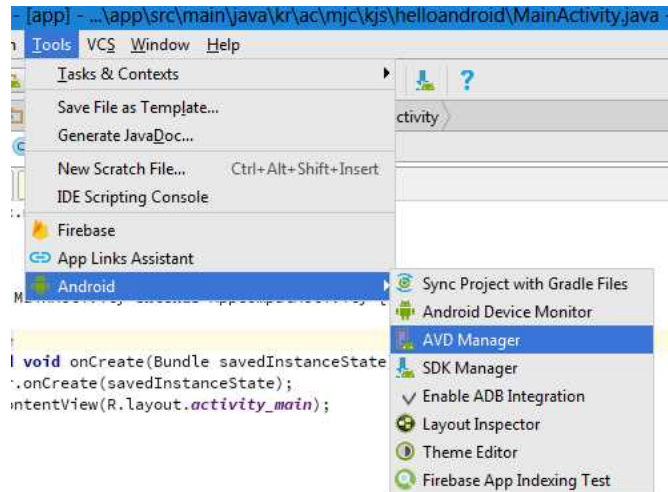 - [app] - ...\app\src\main\java\kr\ac\mjc\kjs\helloandroid\MainActivity.java -
Tools VCS Window Help
Tasks & Contexts
Save File as Template...
ctivity
Generate JavaDoc...
New Scratch File... Ctrl+Alt+Shift+Insert
IDE Scripting Console
Firebase
App Links Assistant
Android
Sync Project with Gradle Files
Android Device Monitor
AVD Manager
void onCreate(Bundle savedInstanceState
SDK Manager
.onCreate(savedInstanceState);
Enable ADB Integration
ntentView(R.layout.activity_main);
Layout Inspector
Theme Editor
Firebase App Indexing Test